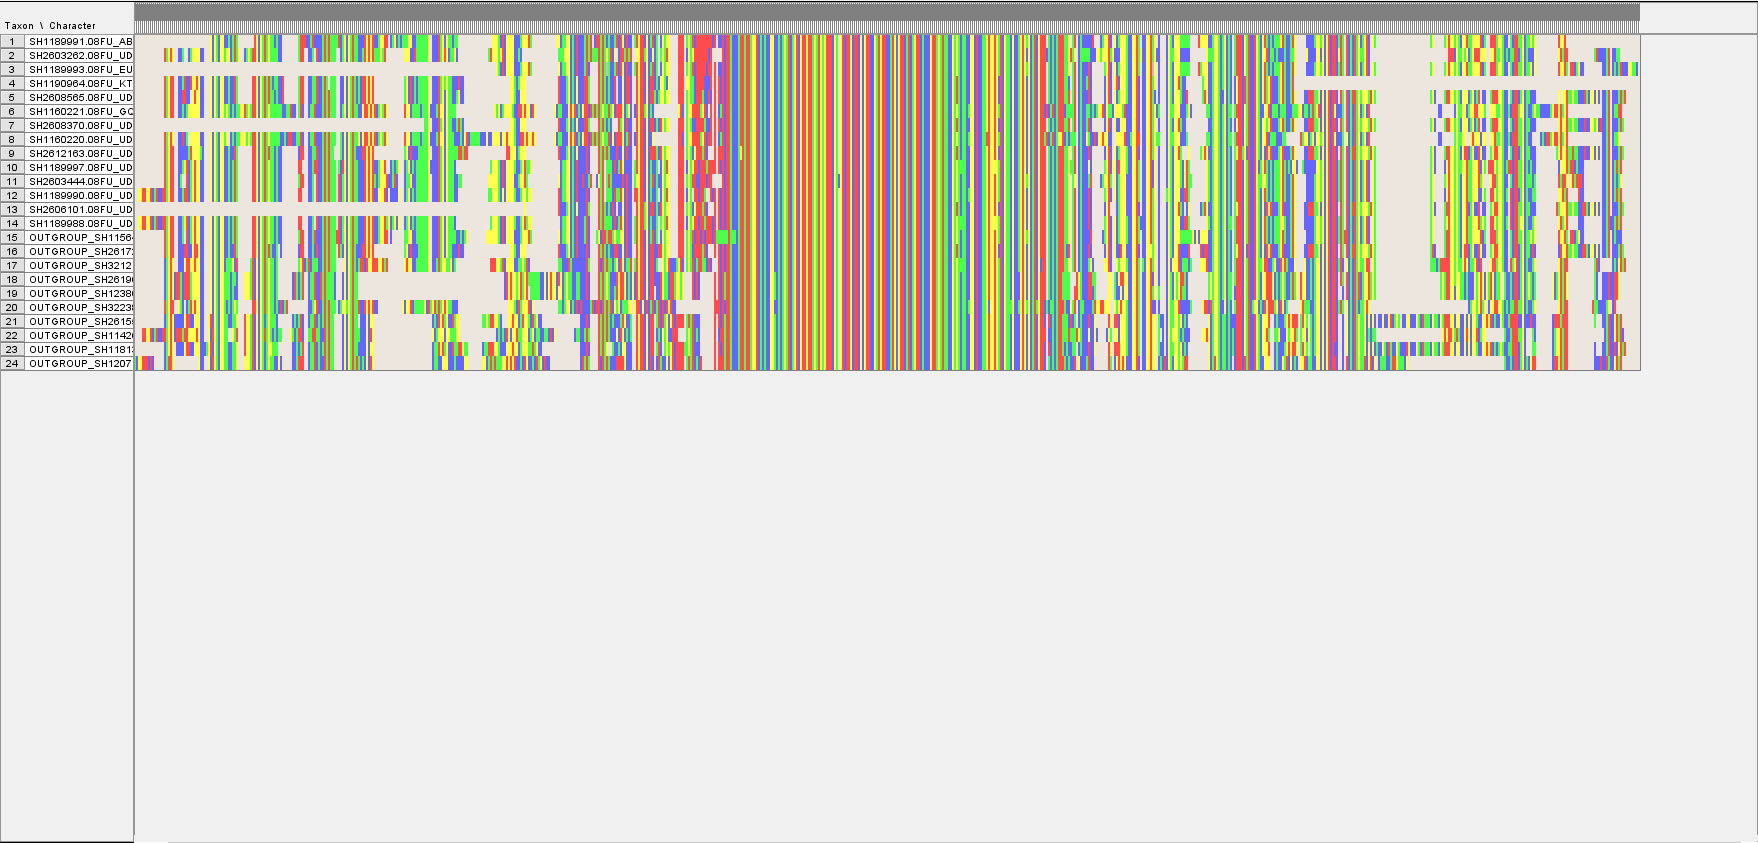 Taxon \ Character
1 SH1189991.08FU_AB
2 SH2603262.08FU_UD
3 SH1189993.08FU_EU
4 SH1190964.08FU_KT
5 SH2608565.08FU_UD
6 SH1160221.08FU_GQ
7 SH2608370.08FU_UD
8 SH1160220.08FU_UD
9 SH2612163.08FU_UD
10 SH1189997.08FU_UD
11 SH2603444.08FU_UD
12 SH1189990.08FU_UD
13 SH2606101.08FU_UD
14 SH1189988.08FU_UD
15 OUTGROUP_SH1156
16 OUTGROUP_SH2617
17 OUTGROUP_SH3212
18 OUTGROUP_SH2619
19 OUTGROUP_SH1238
20 OUTGROUP_SH3223
21 OUTGROUP_SH2615
22 OUTGROUP_SH1142
23 OUTGROUP_SH1181
24 OUTGROUP_SH1207